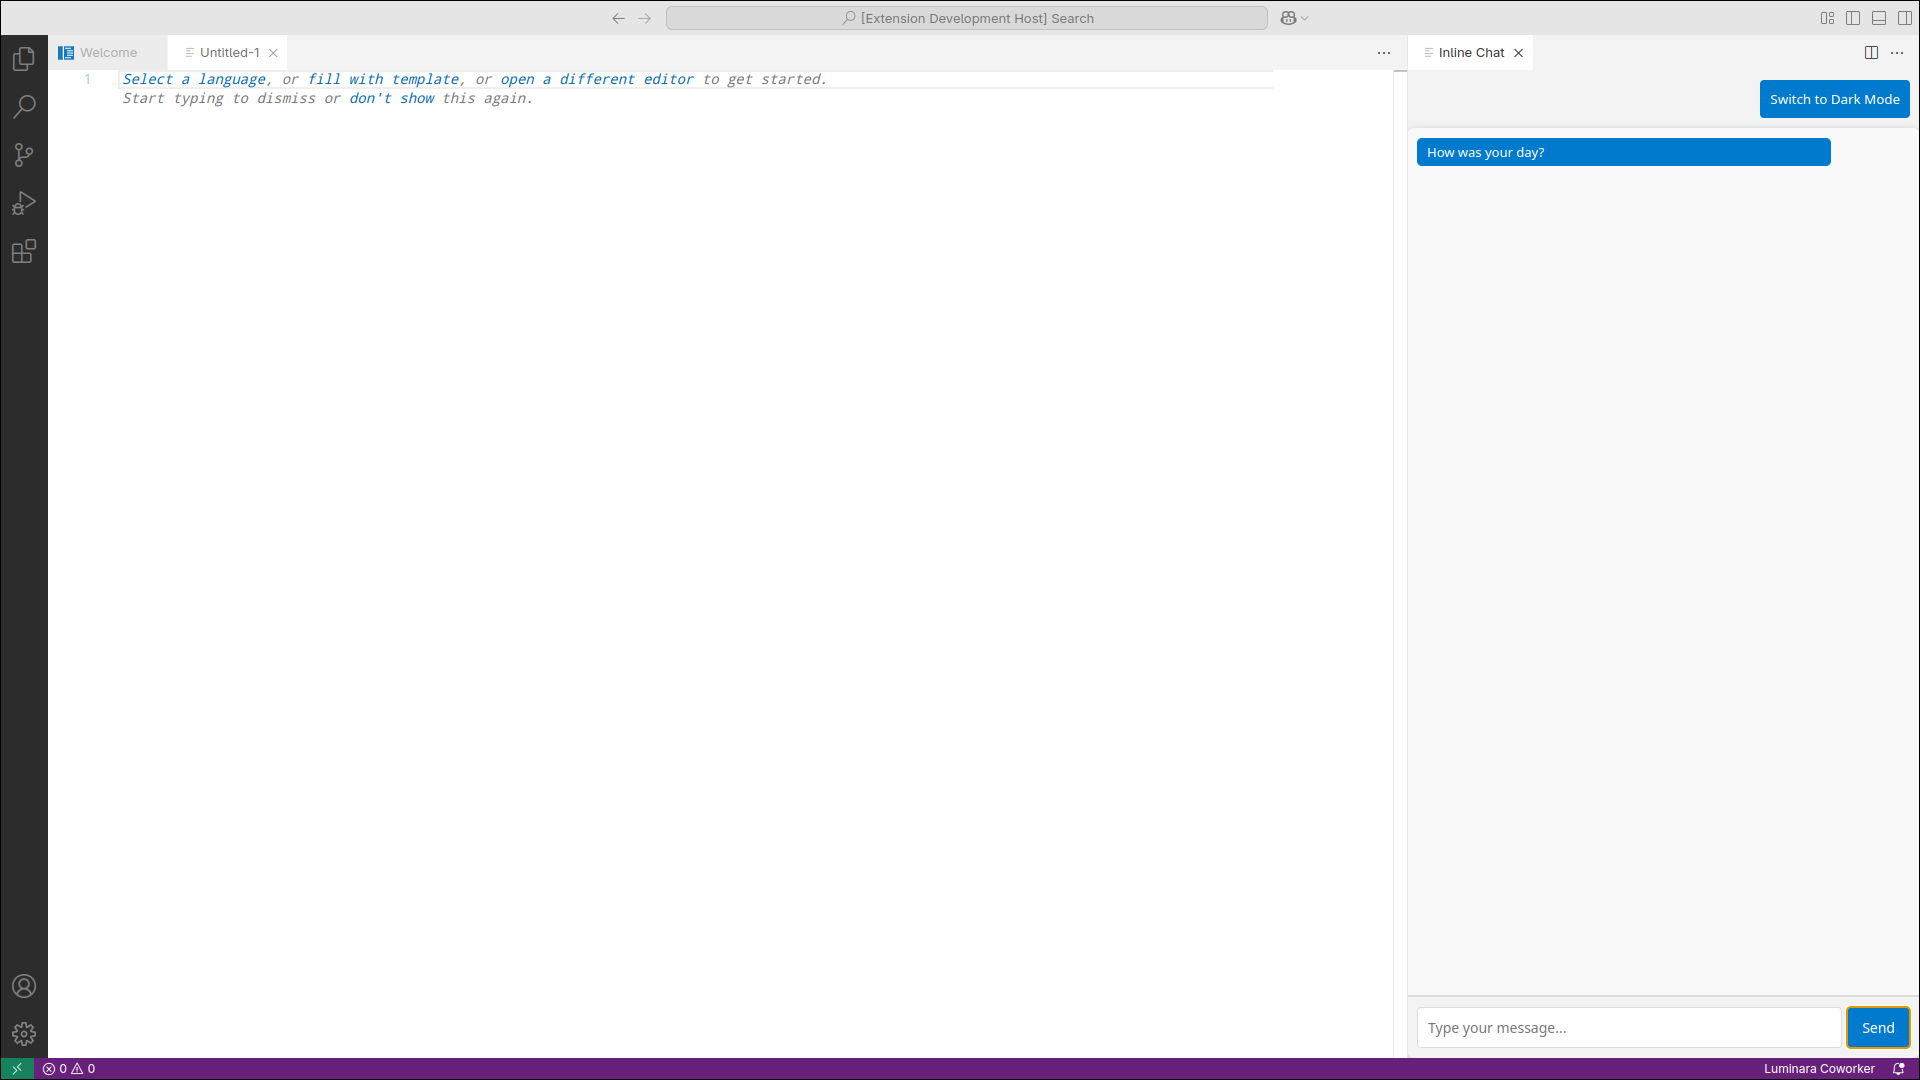 [Extension Development Host] Search
Welcome
Untitled-1
Inline Chat
1
Select a language, or fill with template, or open a different editor to get started.
Start typing to dismiss or don't show this again.
Switch to Dark Mode
How was your day?
Type your message...
Send
0 0
Luminara Coworker